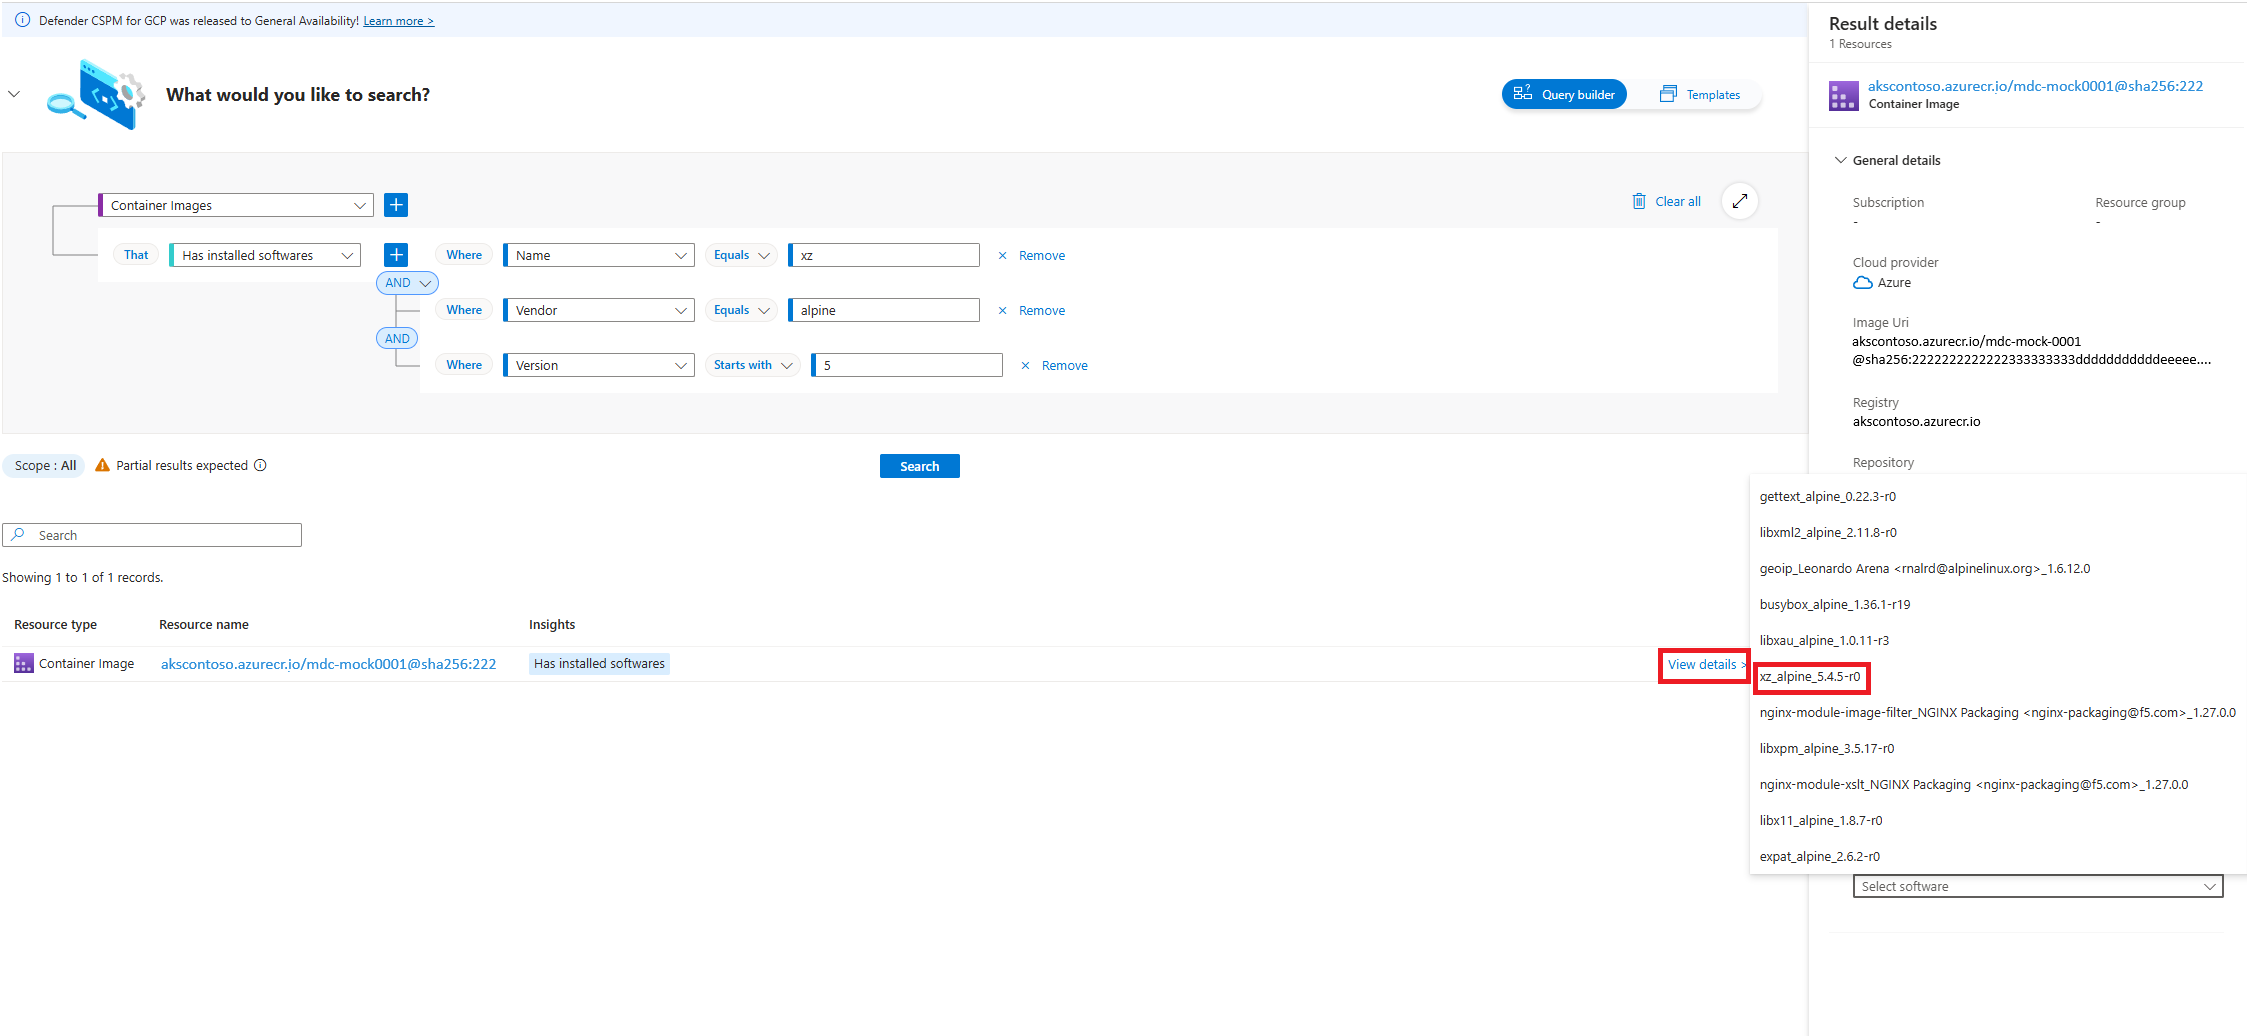 Defender CSPM for GCP was released to General Availability! Learn more >
What would you like to search?
Query builder
Templates
Container Images
Clear all
That
Has installed softwares
Where
Name
Equals
xz
Remove
AND
Where
Vendor
Equals
alpine
Remove
AND
Where
Version
Starts with
5
Remove
Scope : All
Partial results expected
Search
Search
Showing 1 to 1 of 1 records.
Resource type
Resource name
Insights
Container Image
akscontoso.azurecr.io/mdc-mock0001@sha256:222
Has installed softwares
View details >
Result details
1 Resources
akscontoso.azurecr.io/mdc-mock0001@sha256:222
Container Image
General details
Subscription
-
Resource group
-
Cloud provider
Azure
Image Uri
akscontoso.azurecr.io/mdc-mock-0001
@sha256:2222222222222333333333dddddddddddeeeee....
Registry
akscontoso.azurecr.io
Repository
gettext_alpine_0.22.3-r0
libxml2_alpine_2.11.8-r0
geoip_Leonardo Arena <rnalrd@alpinelinux.org>_1.6.12.0
busybox_alpine_1.36.1-r19
libxau_alpine_1.0.11-r3
xz_alpine_5.4.5-r0
nginx-module-image-filter_NGINX Packaging <nginx-packaging@f5.com>_1.27.0.0
libxpm_alpine_3.5.17-r0
nginx-module-xslt_NGINX Packaging <nginx-packaging@f5.com>_1.27.0.0
libx11_alpine_1.8.7-r0
expat_alpine_2.6.2-r0
Select software